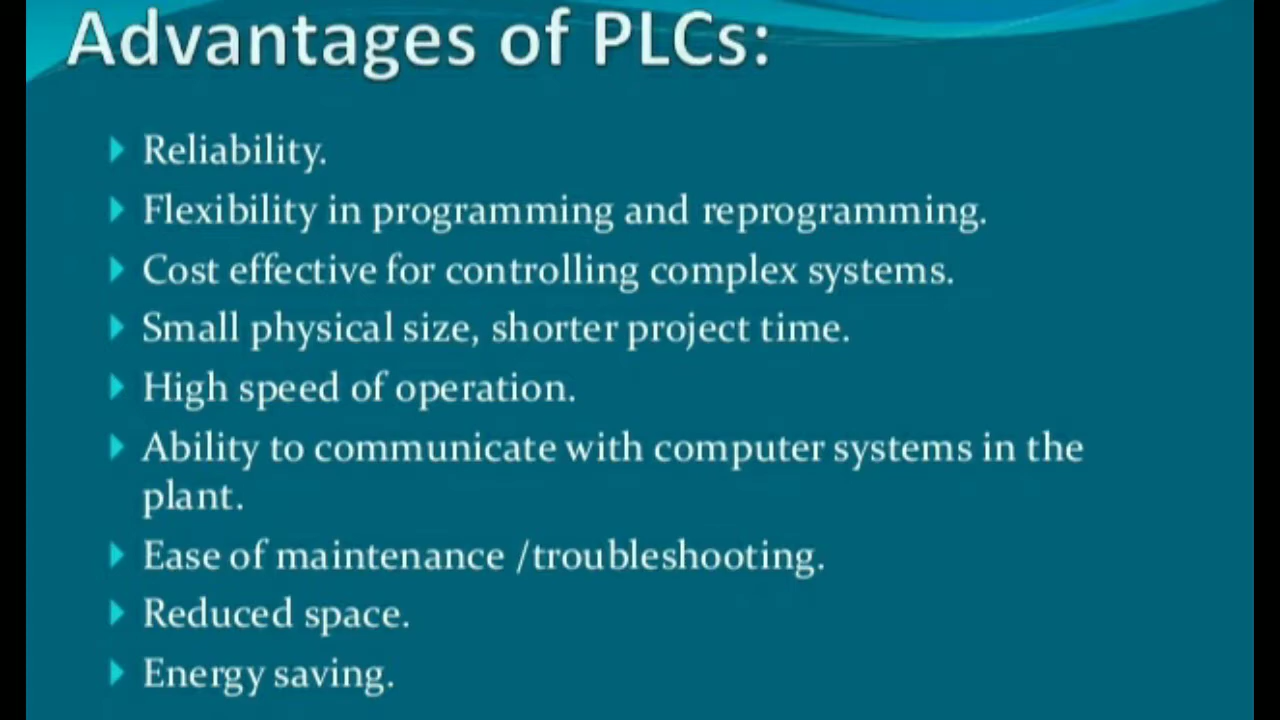 Advantages of PLCs:
Reliability.
Flexibility in programming and reprogramming.
Cost effective for controlling complex systems.
Small physical size, shorter project time.
High speed of operation.
Ability to communicate with computer systems in the
plant.
Ease of maintenance /troubleshooting.
Reduced space.
Energy saving.